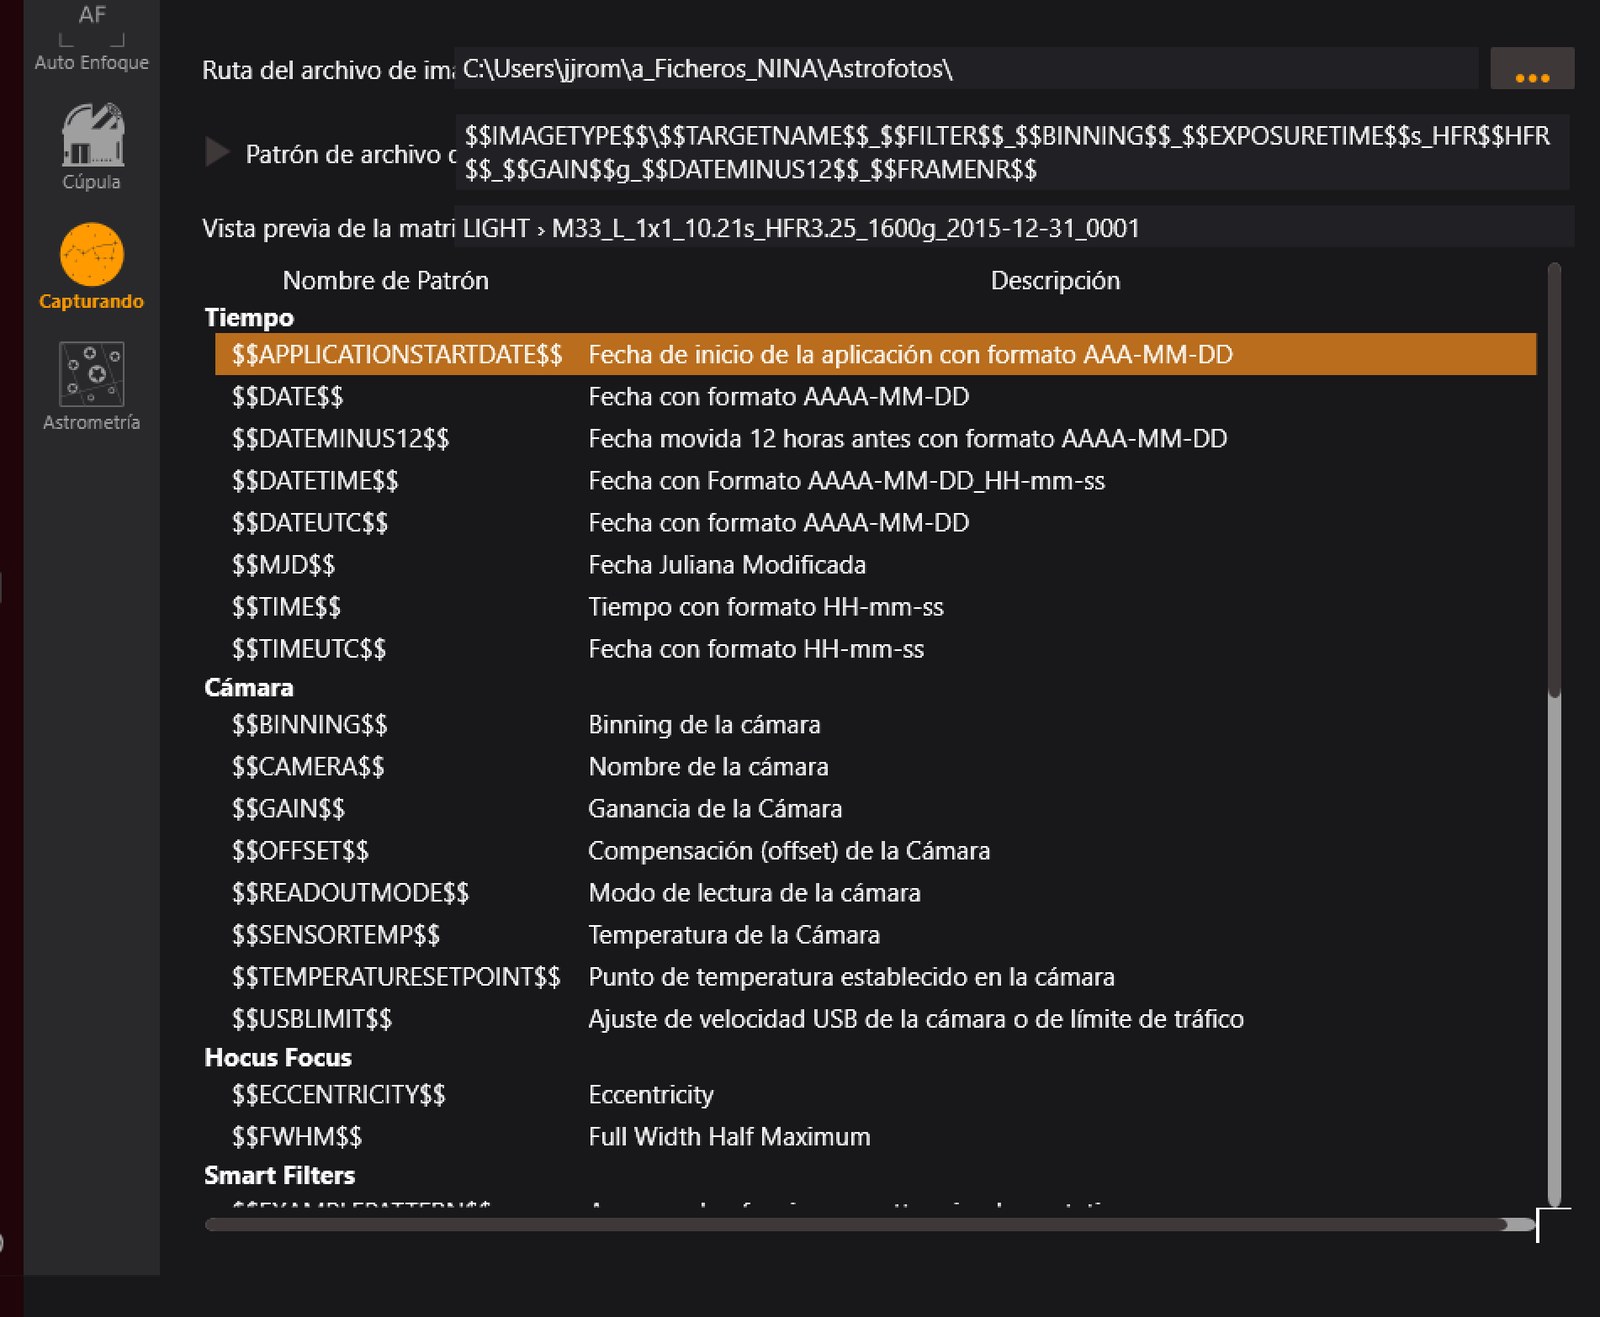 AF
Auto Enfoque
Cúpula
Capturando
Astrometría
Ruta del archivo de C:\Users\jjrom\a_Ficheros_NINA\Astrofotos\
...
Patrón de archivo $$IMAGETYPE$$\$$TARGETNAME$$_$$FILTER$$_$$BINNING$$_$$EXPOSURETIME$$s_HFR$$HFR
$$_$$GAIN$$g_$$DATEMINUS12$$_$$FRAMENR$$
Vista previa de la matri LIGHT › M33_L_1x1_10.21s_HFR3.25_1600g_2015-12-31_0001
Nombre de Patrón Descripción
Tiempo
$$APPLICATIONSTARTDATE$$ Fecha de inicio de la aplicación con formato AAA-MM-DD
$$DATE$$ Fecha con formato AAAA-MM-DD
$$DATEMINUS12$$ Fecha movida 12 horas antes con formato AAAA-MM-DD
$$DATETIME$$ Fecha con Formato AAAA-MM-DD_HH-mm-ss
$$DATEUTC$$ Fecha con formato AAAA-MM-DD
$$MJD$$ Fecha Juliana Modificada
$$TIME$$ Tiempo con formato HH-mm-ss
$$TIMEUTC$$ Fecha con formato HH-mm-ss
Cámara
$$BINNING$$ Binning de la cámara
$$CAMERA$$ Nombre de la cámara
$$GAIN$$ Ganancia de la Cámara
$$OFFSET$$ Compensación (offset) de la Cámara
$$READOUTMODE$$ Modo de lectura de la cámara
$$SENSORTEMP$$ Temperatura de la Cámara
$$TEMPERATURESETPOINT$$ Punto de temperatura establecido en la cámara
$$USBLIMIT$$ Ajuste de velocidad USB de la cámara o de límite de tráfico
Hocus Focus
$$ECCENTRICITY$$ Eccentricity
$$FWHM$$ Full Width Half Maximum
Smart Filters